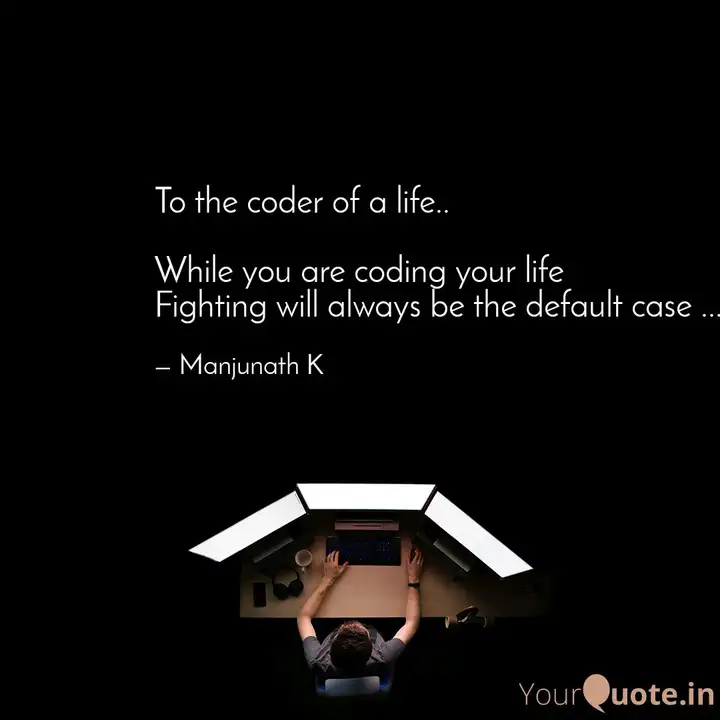 To the coder of a life..
While you are coding your life
Fighting will always be the default case ...
— Manjunath K
YourQuote.in